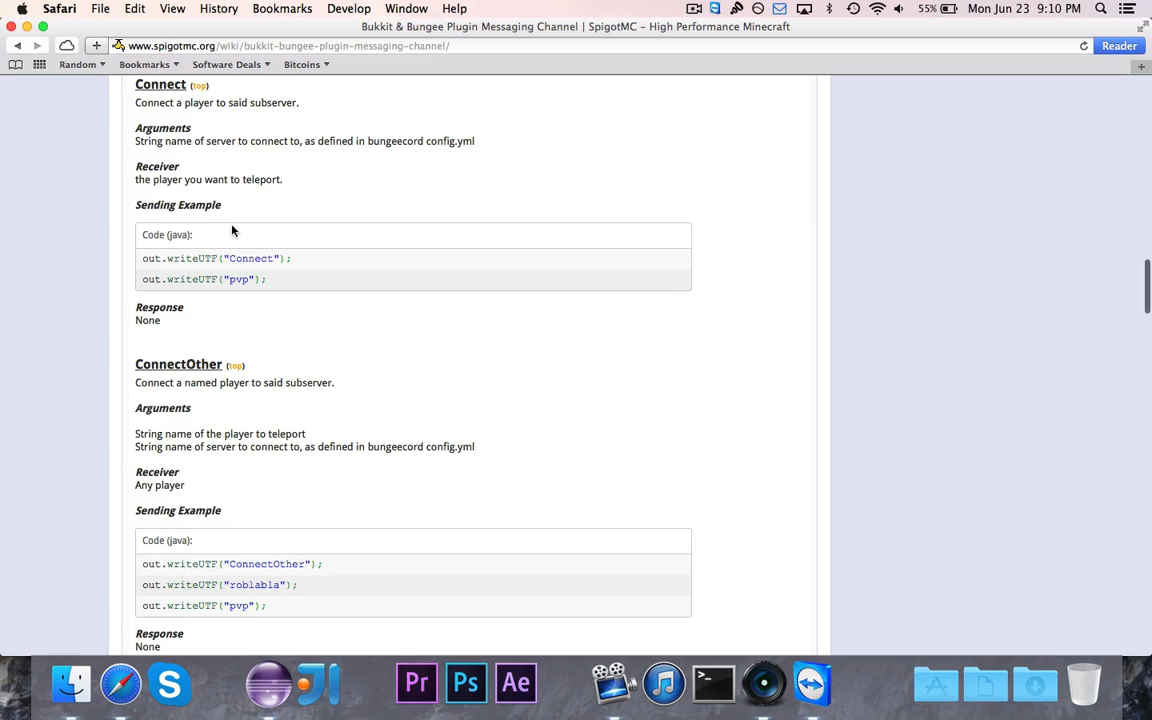 Safari File Edit View History Bookmarks Develop Window Help 55% Mon Jun 23 9:10 PM
Bukkit & Bungee Plugin Messaging Channel | SpigotMC – High Performance Minecraft
www.spigotmc.org/wiki/bukkit-bungee-plugin-messaging-channel/ Reader
Random Bookmarks Software Deals Bitcoins
Connect (top)
Connect a player to said subserver.
Arguments
String name of server to connect to, as defined in bungeecord config.yml
Receiver
the player you want to teleport.
Sending Example
Code (java):
out.writeUTF("Connect");
out.writeUTF("pvp");
Response
None
ConnectOther (top)
Connect a named player to said subserver.
Arguments
String name of the player to teleport
String name of server to connect to, as defined in bungeecord config.yml
Receiver
Any player
Sending Example
Code (java):
out.writeUTF("ConnectOther");
out.writeUTF("roblabla");
out.writeUTF("pvp");
Response
None
Pr Ps Ae